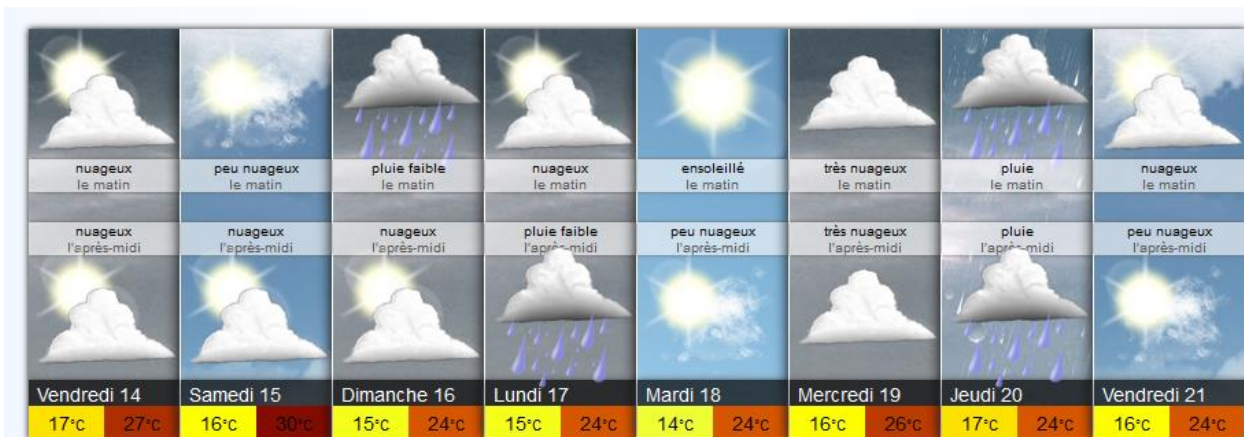 nuageux
le matin
nuageux
l'après-midi
Vendredi 14
17°C 27°C
peu nuageux
le matin
nuageux
l'après-midi
Samedi 15
16°C 30°C
pluie faible
le matin
nuageux
l'après-midi
Dimanche 16
15°C 24°C
nuageux
le matin
pluie faible
l'après-midi
Lundi 17
15°C 24°C
ensoleillé
le matin
peu nuageux
l'après-midi
Mardi 18
14°C 24°C
très nuageux
le matin
très nuageux
l'après-midi
Mercredi 19
16°C 26°C
pluie
le matin
pluie
l'après-midi
Jeudi 20
17°C 24°C
nuageux
le matin
peu nuageux
l'après-midi
Vendredi 21
16°C 24°C